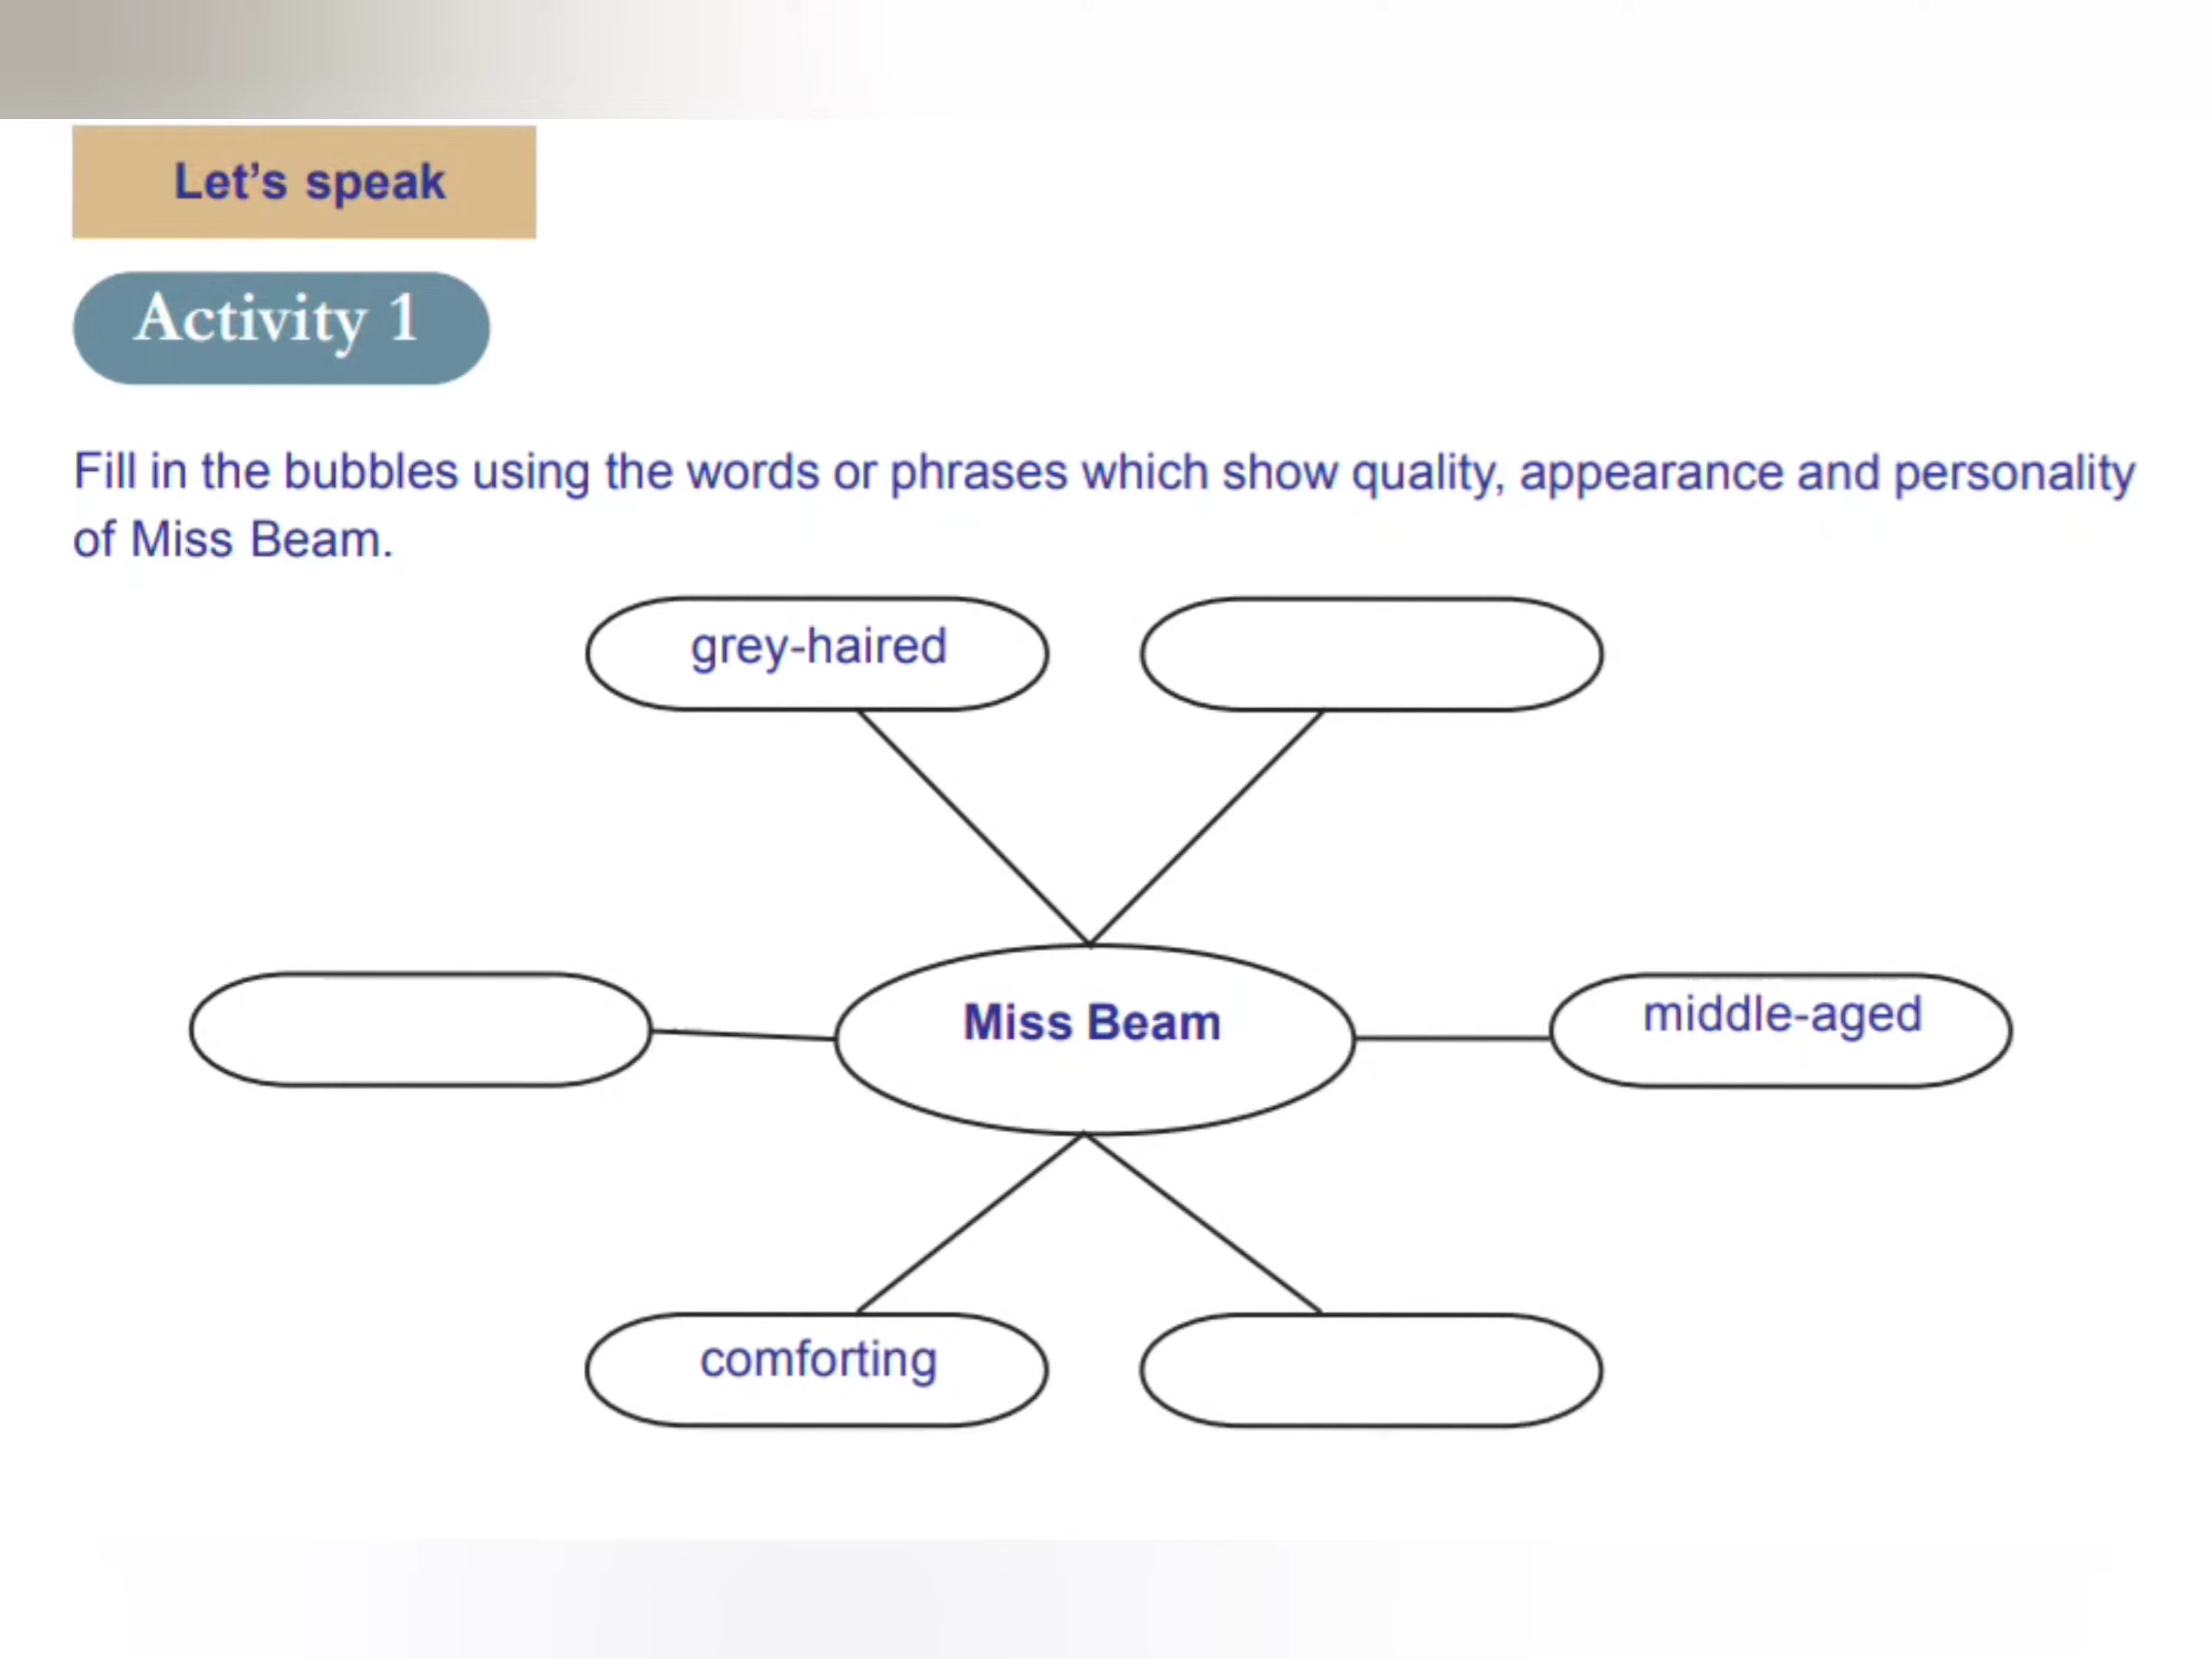 Let's speak
Activity 1
Fill in the bubbles using the words or phrases which show quality, appearance and personality
of Miss Beam.
grey-haired
Miss Beam
middle-aged
comforting